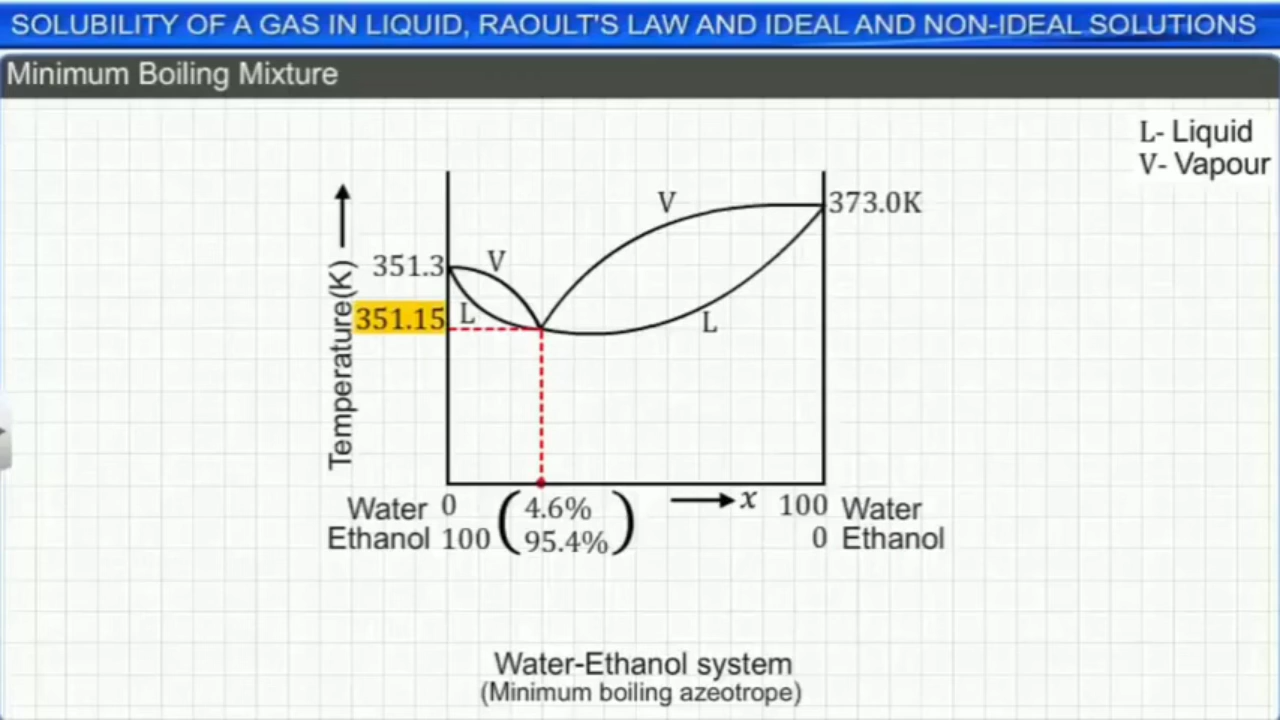 SOLUBILITY OF A GAS IN LIQUID, RAOULT'S LAW AND IDEAL AND NON-IDEAL SOLUTIONS
Minimum Boiling Mixture
L- Liquid
V- Vapour
Temperature(K)
V
373.0K
351.3
V
351.15
L
L
Water 0 (4.6%) x 100 Water
Ethanol 100 (95.4%) 0 Ethanol
Water-Ethanol system
(Minimum boiling azeotrope)